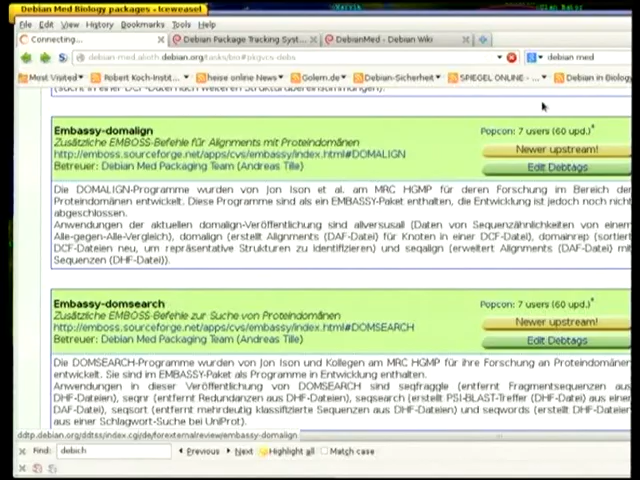 Debian Med Biology packages - Iceweasel
File Edit View History Bookmarks Tools Help
Connecting...
Debian Package Tracking Syst...
DebianMed - Debian Wiki
debian med
Most Visited
Robert Koch-Instit...
heise online News
Golem.de
Debian-Sicherheit
SPIEGEL ONLINE - ...
Debian in Biology
Embassy-domalign
Popcon: 7 users (60 upd.)*
Zusätzliche EMBOSS-Befehle für Alignments mit Proteindomänen
Newer upstream!
http://emboss.sourceforge.net/apps/cvs/embassy/index.html#DOMALIGN
Betreuer: Debian Med Packaging Team (Andreas Tille)
Edit Debtags
Die DOMALIGN-Programme wurden von Jon Ison et al. am MRC HGMP für deren Forschung im Bereich der
Proteindomänen entwickelt. Diese Programme sind als ein EMBASSY-Paket enthalten, die Entwicklung ist jedoch noch nicht
abgeschlossen.
Anwendungen der aktuellen domalign-Veröffentlichung sind allversusall (Daten von Sequenzähnlichkeiten von einem
Alle-gegen-Alle-Vergleich), domalign (erstellt Alignments (DAF-Datei) für Knoten in einer DCF-Datei), domainrep (sortiert
DCF-Dateien neu, um repräsentative Strukturen zu identifizieren) und seqalign (erweitert Alignments (DAF-Datei) mit
Sequenzen (DHF-Datei)).
Embassy-domsearch
Popcon: 7 users (60 upd.)*
Zusätzliche EMBOSS-Befehle zur Suche von Proteindomänen
Newer upstream!
http://emboss.sourceforge.net/apps/cvs/embassy/index.html#DOMSEARCH
Betreuer: Debian Med Packaging Team (Andreas Tille)
Edit Debtags
Die DOMSEARCH-Programme wurden von Jon Ison und Kollegen am MRC HGMP für ihre Forschung an Proteindomänen
entwickelt. Sie sind im EMBASSY-Paket als Programme in Entwicklung enthalten.
Anwendungen in dieser Veröffentlichung von DOMSEARCH sind seqfraggle (entfernt Fragmentsequenzen aus
DHF-Dateien), seqnr (entfernt Redundanzen aus DHF-Dateien), seqsearch (erstellt PSI-BLAST-Treffer (DHF-Datei) aus einer
DAF-Datei), seqsort (entfernt mehrdeutig klassifizierte Sequenzen aus DHF-Dateien) und seqwords (erstellt DHF-Dateien
aus einer Schlagwort-Suche bei UniProt).
ddtp.debian.org/ddtss/index.cgi/de/forexternalreview/embassy-domalign
Find: debich Previous Next Highlight all Match case